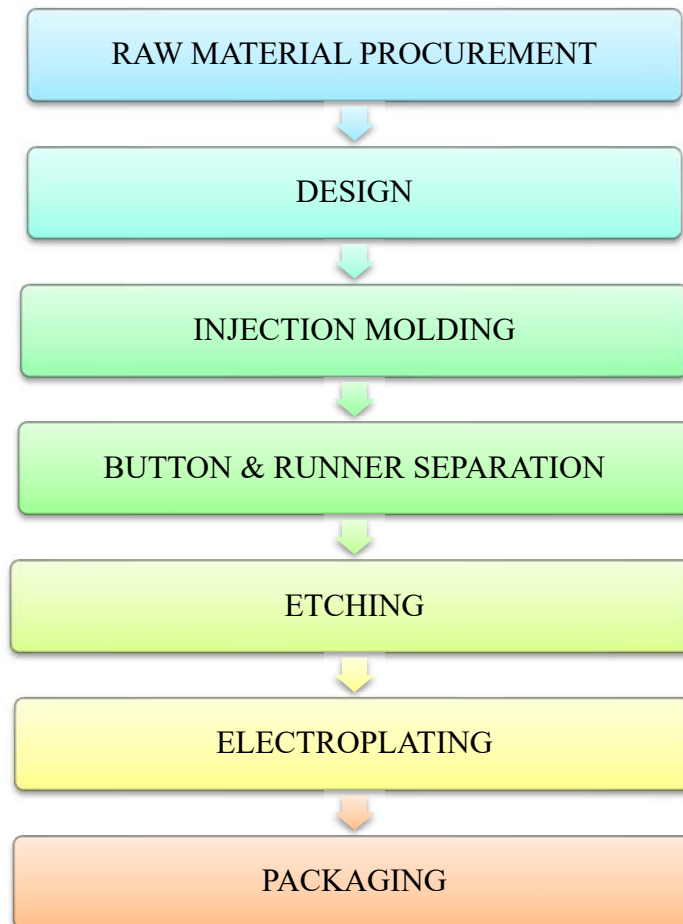 RAW MATERIAL PROCUREMENT
DESIGN
INJECTION MOLDING
BUTTON & RUNNER SEPARATION
ETCHING
ELECTROPLATING
PACKAGING